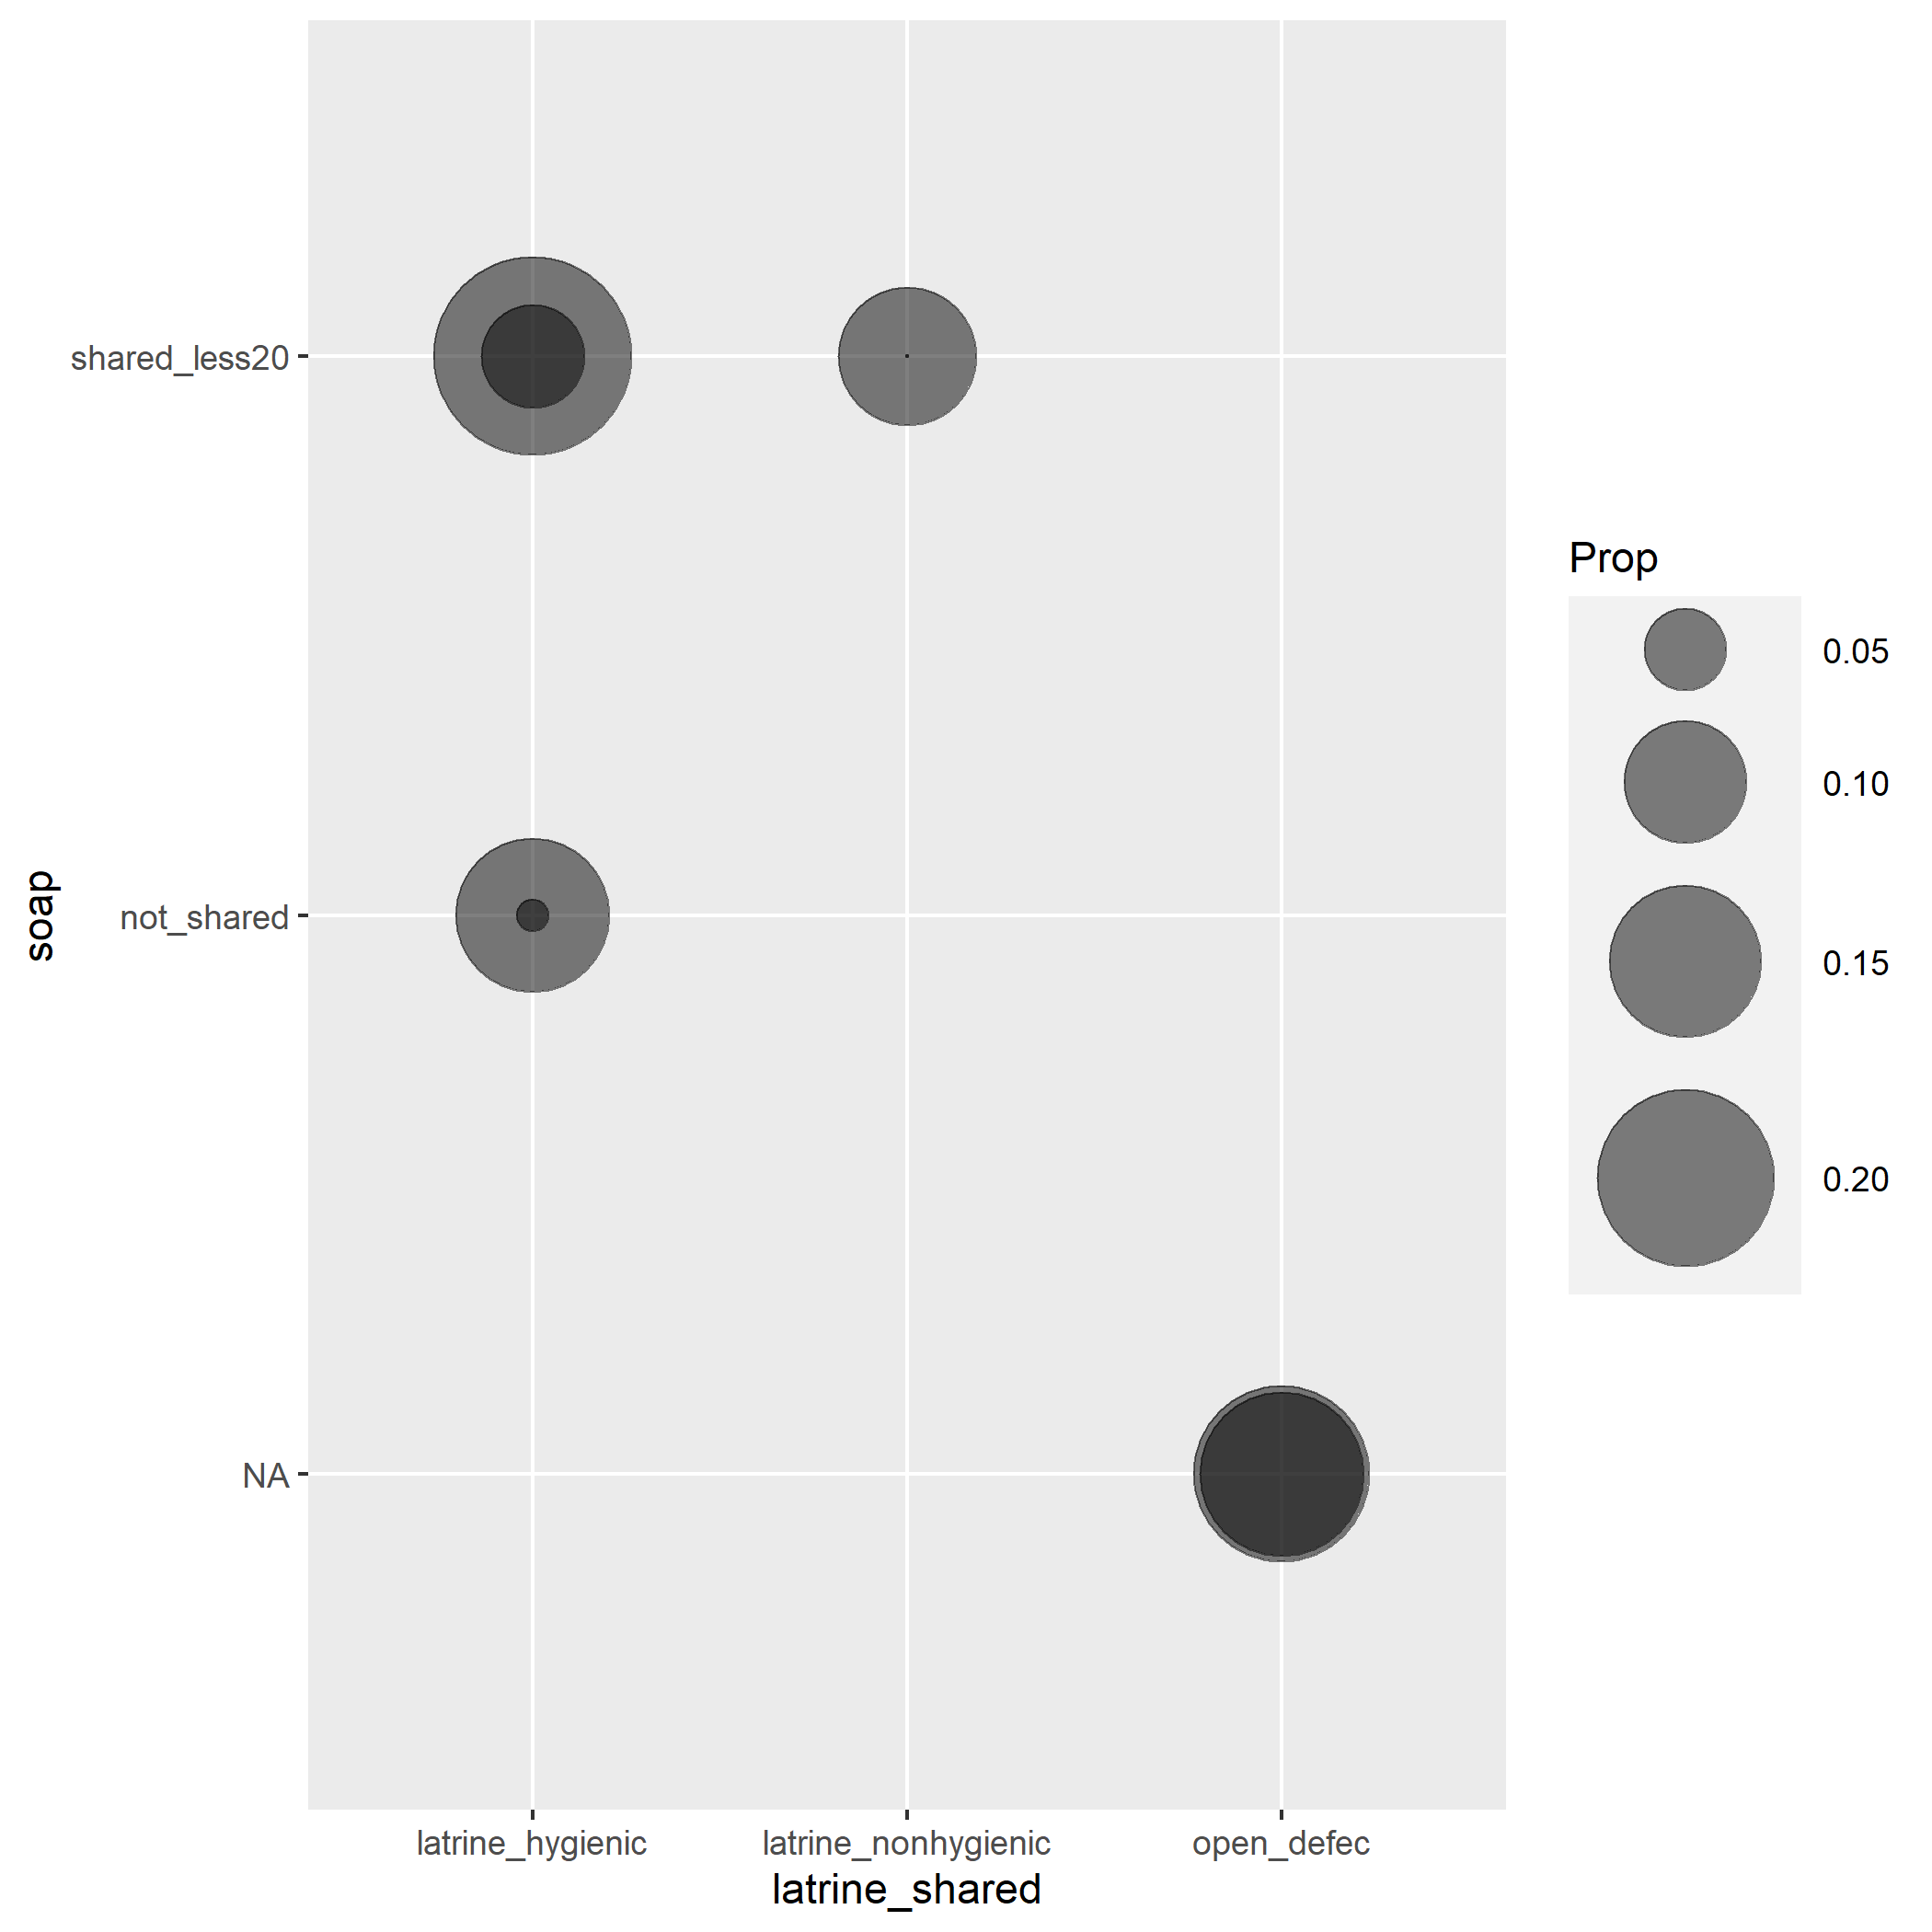 soap
shared_less20
not_shared
NA
latrine_hygienic
latrine_nonhygienic
open_defec
latrine_shared
Prop
0.05
0.10
0.15
0.20